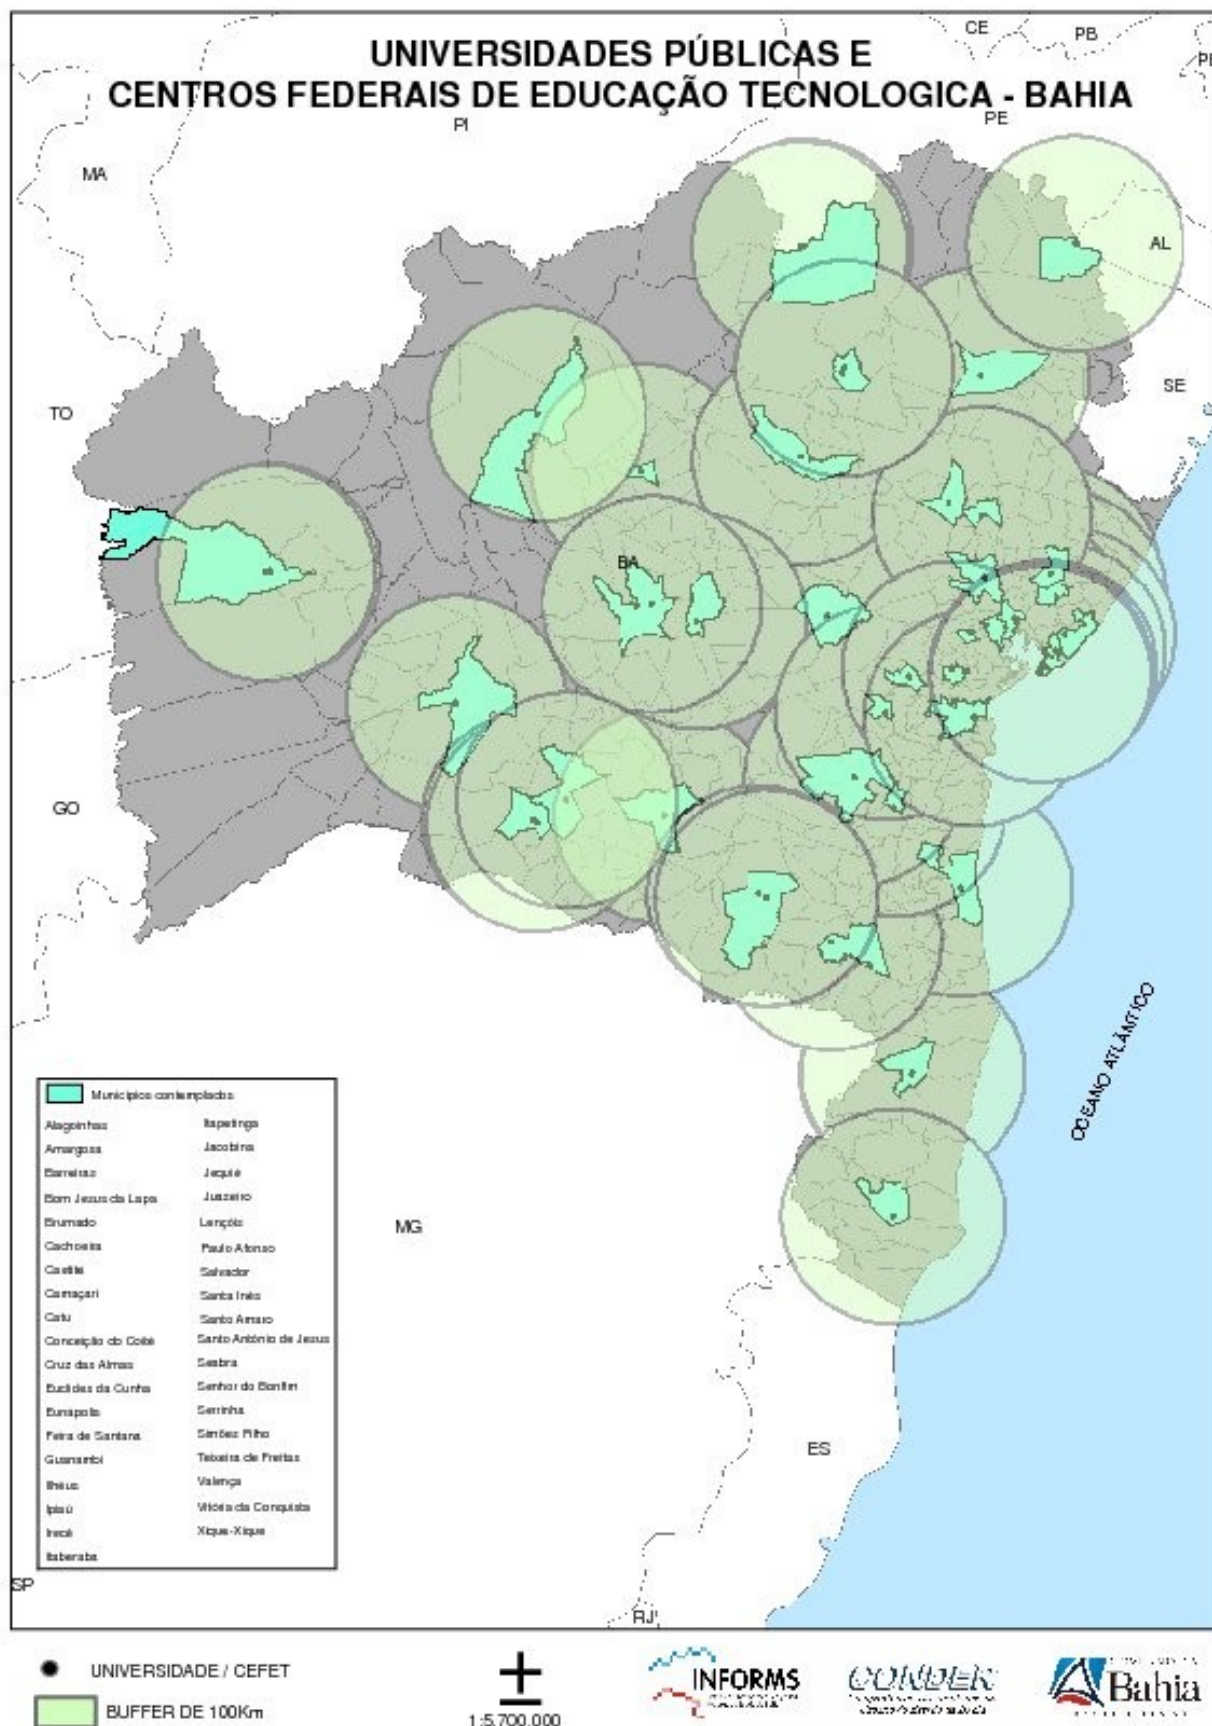 UNIVERSIDADES PÚBLICAS E
CENTROS FEDERAIS DE EDUCAÇÃO TECNOLOGICA - BAHIA
CE
PB
PE
PI
PE
MA
AL
SE
TO
BA
GO
OCEANO ATLÂNTICO
MG
ES
SP
RJ
Municípios contemplados
Alagoinhas
Amargosa
Barreiras
Bom Jesus da Lapa
Brumado
Cachoeira
Caetité
Camaçari
Catu
Conceição do Coité
Cruz das Almas
Euclides da Cunha
Eunapolis
Feira de Santana
Guanambi
Ilhéus
Ipiaú
Irecê
Itaberaba
Itapetinga
Jacobina
Jequié
Juazeiro
Lençóis
Paulo Afonso
Salvador
Santa Inês
Santo Amaro
Santo Antônio de Jesus
Seabra
Senhor do Bonfim
Serrinha
Simões Filho
Teixeira de Freitas
Valença
Vitória da Conquista
Xique-Xique
UNIVERSIDADE / CEFET
BUFFER DE 100Km
1:5.700.000
INFORMS
CONDER
Bahia